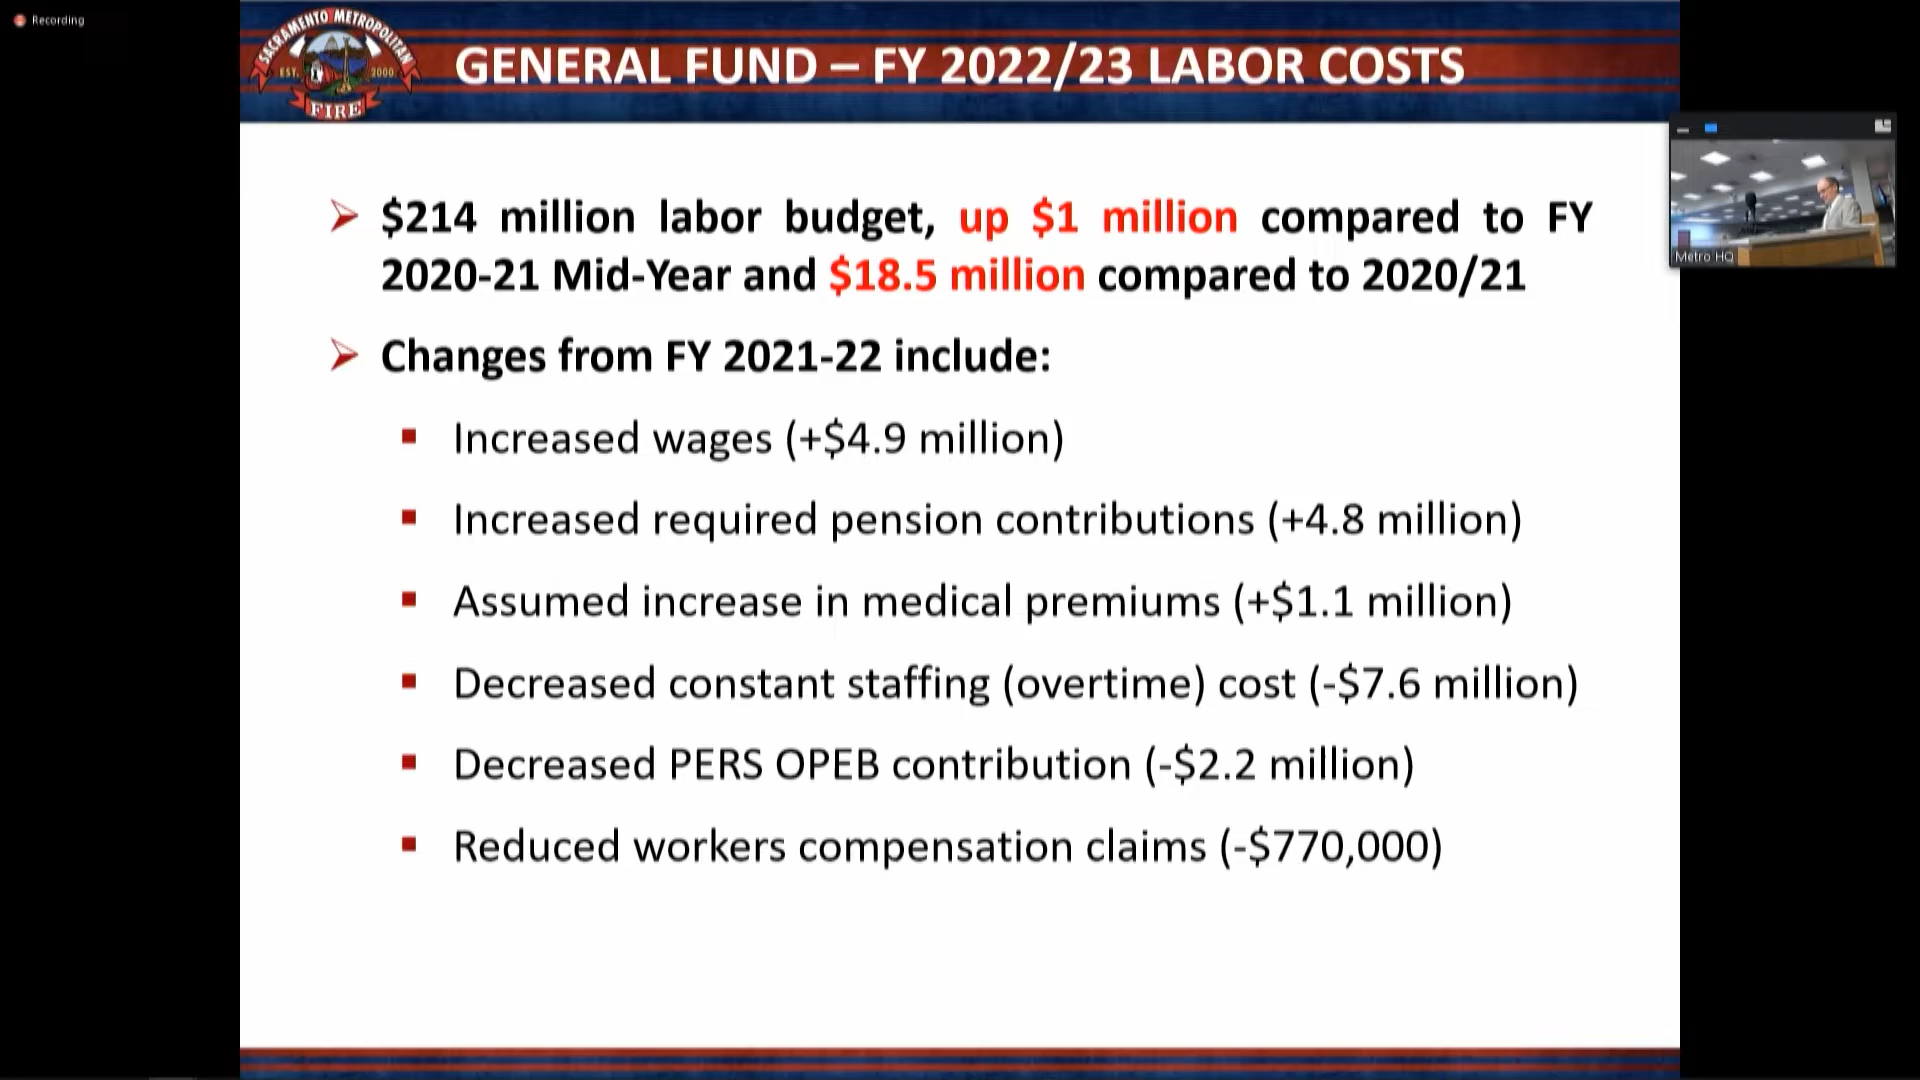 Recording
SACRAMENTO METROPOLITAN
EST. 2000
FIRE
GENERAL FUND – FY 2022/23 LABOR COSTS
$214 million labor budget, up $1 million compared to FY
2020-21 Mid-Year and $18.5 million compared to 2020/21
Changes from FY 2021-22 include:
Increased wages (+$4.9 million)
Increased required pension contributions (+4.8 million)
Assumed increase in medical premiums (+$1.1 million)
Decreased constant staffing (overtime) cost (-$7.6 million)
Decreased PERS OPEB contribution (-$2.2 million)
Reduced workers compensation claims (-$770,000)
Metro HQ